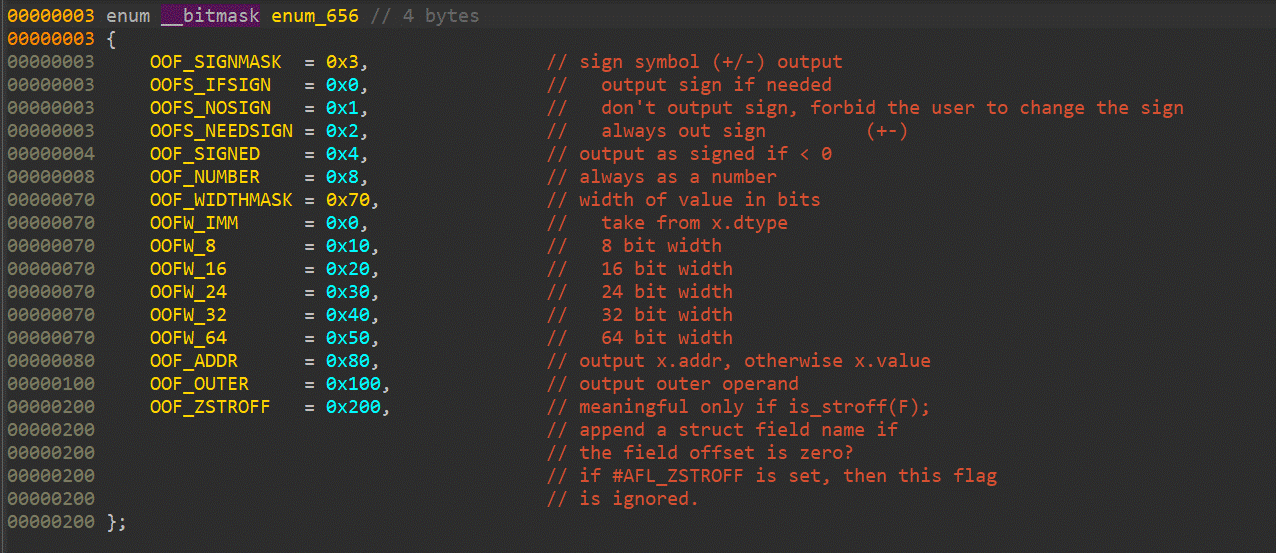 00000003 enum __bitmask enum_656 // 4 bytes
00000003 {
00000003     OOF_SIGNMASK  = 0x3,                // sign symbol (+/-) output
00000003     OOFS_IFSIGN   = 0x0,                //   output sign if needed
00000003     OOFS_NOSIGN   = 0x1,                //   don't output sign, forbid the user to change the sign
00000003     OOFS_NEEDSIGN = 0x2,                //   always out sign         (+-)
00000004     OOF_SIGNED    = 0x4,                // output as signed if < 0
00000008     OOF_NUMBER    = 0x8,                // always as a number
00000070     OOF_WIDTHMASK = 0x70,               // width of value in bits
00000070     OOFW_IMM      = 0x0,                //   take from x.dtype
00000070     OOFW_8        = 0x10,               //   8 bit width
00000070     OOFW_16       = 0x20,               //   16 bit width
00000070     OOFW_24       = 0x30,               //   24 bit width
00000070     OOFW_32       = 0x40,               //   32 bit width
00000070     OOFW_64       = 0x50,               //   64 bit width
00000080     OOF_ADDR      = 0x80,               // output x.addr, otherwise x.value
00000100     OOF_OUTER     = 0x100,              // output outer operand
00000200     OOF_ZSTROFF   = 0x200,              // meaningful only if is_stroff(F);
00000200                                         // append a struct field name if
00000200                                         // the field offset is zero?
00000200                                         // if #AFL_ZSTROFF is set, then this flag
00000200                                         // is ignored.
00000200 };